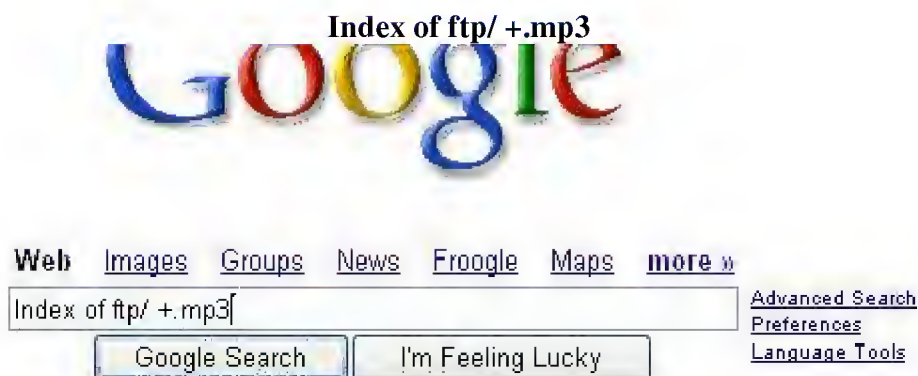 Index of ftp/ +.mp3
Google
Web Images Groups News Froogle Maps more »
Index of ftp/ +.mp3
Advanced Search
Preferences
Language Tools
Google Search I'm Feeling Lucky